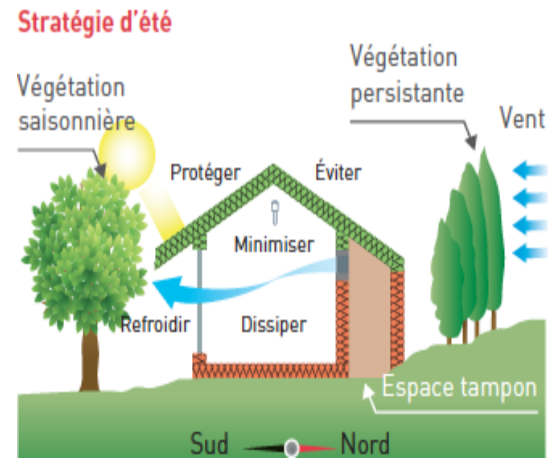 Stratégie d'été
Végétation
saisonnière
Végétation
persistante
Vent
Protéger
Éviter
Minimiser
Refroidir
Dissiper
Espace tampon
Sud
Nord